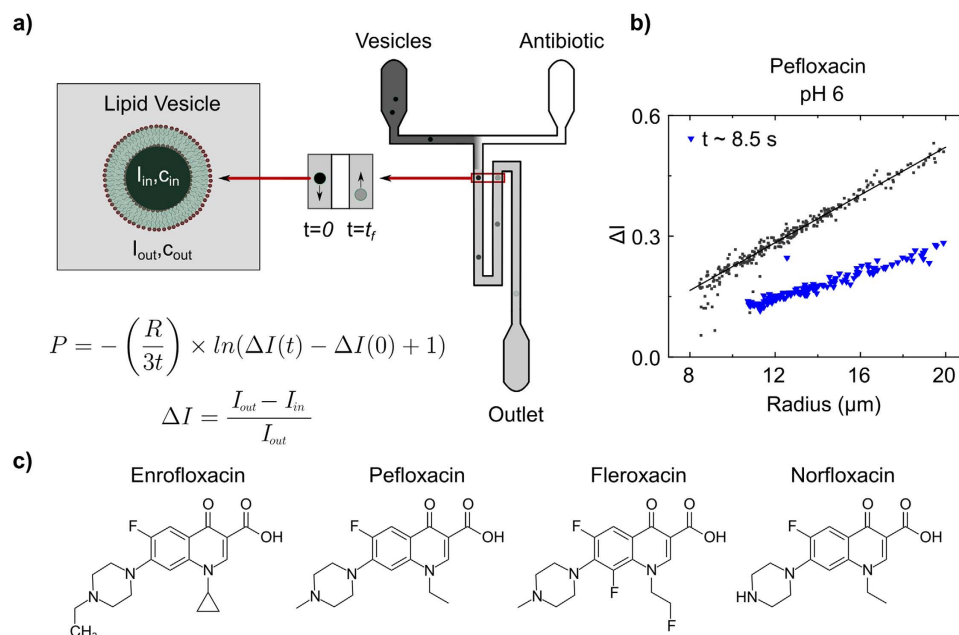 a)
Vesicles
Antibiotic
Lipid Vesicle
I_in,c_in
I_out,c_out
t=0
t=t_f
Outlet
P = - (R/3t) × ln(ΔI(t) − ΔI(0) + 1)
ΔI = (I_out − I_in)/I_out
b)
Pefloxacin
pH 6
0.6
t ~ 8.5 s
ΔI
0.3
0.0
8
12
16
20
Radius (µm)
c)
Enrofloxacin
Pefloxacin
Fleroxacin
Norfloxacin
O
O
F
OH
N
N
N
CH₃
O
O
F
OH
N
N
N
O
O
F
OH
N
N
N
F
F
O
O
F
OH
N
N
HN